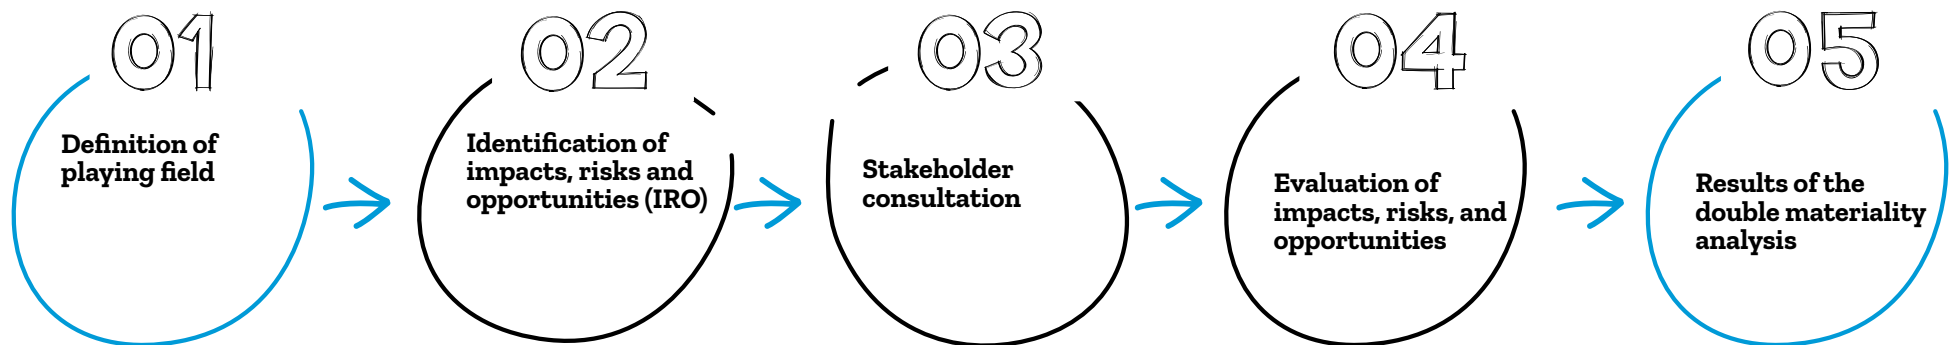 01
Definition of
playing field
02
Identification of
impacts, risks and
opportunities (IRO)
03
Stakeholder
consultation
04
Evaluation of
impacts, risks, and
opportunities
05
Results of the
double materiality
analysis